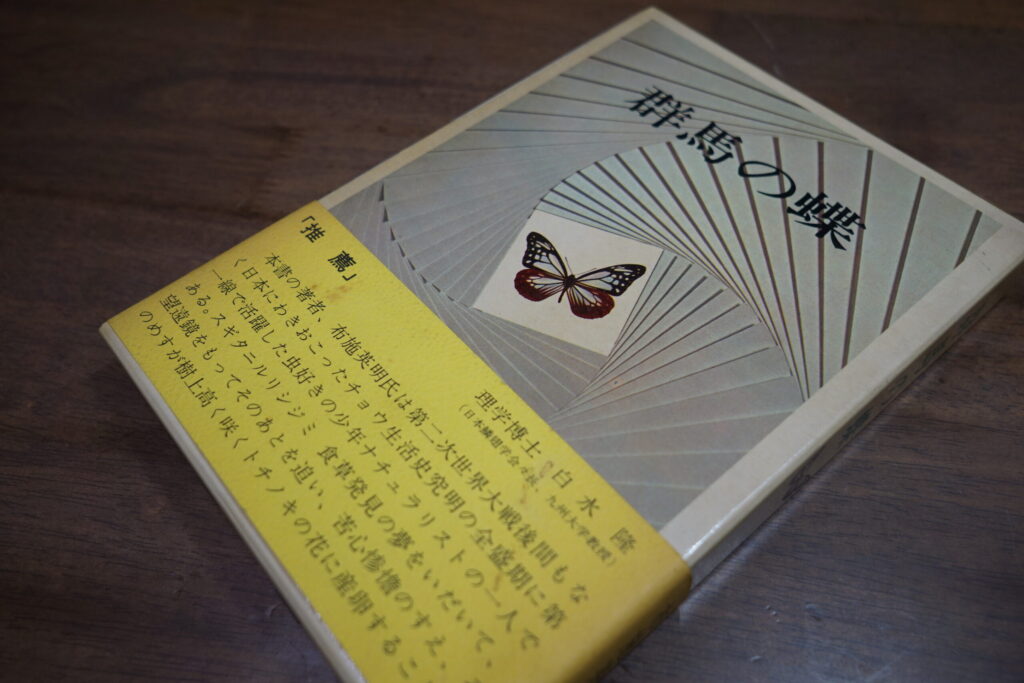 群馬の蝶
「推 薦」
理学博士 白 水 隆
(日本鱗翅学会会長、九州大学教授)
本書の著者、布施英明氏は第二次世界大戦後間もな
く日本にわきおこったチョウ生活史究明の全盛期に第
一線で活躍した虫好きの少年ナチュラリストの一人で
ある。スギタニルリシジミ 食草発見の夢をいだいて、
望遠鏡をもってそのあとを追い、苦心惨憺のすえ、
のめすが樹上高く咲くトチノキの花に産卵するこ